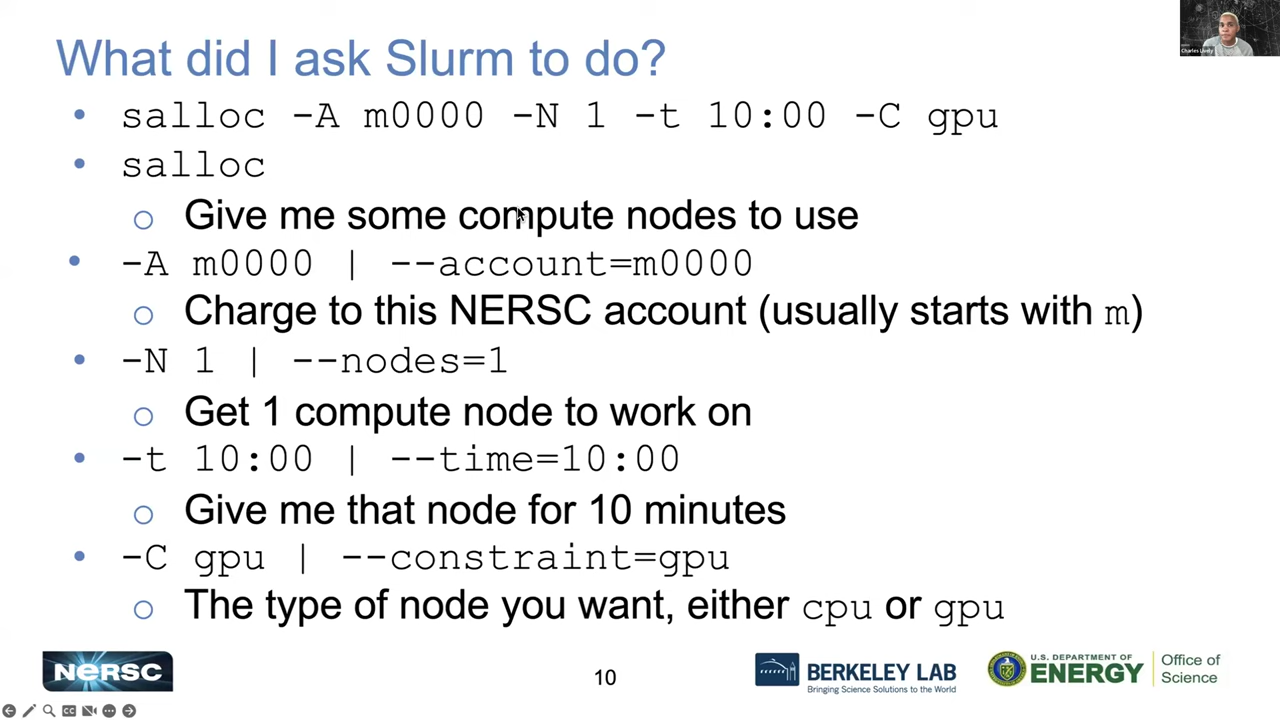 What did I ask Slurm to do?
• salloc -A m0000 -N 1 -t 10:00 -C gpu
• salloc
o Give me some compute nodes to use
• -A m0000 | --account=m0000
o Charge to this NERSC account (usually starts with m)
• -N 1 | --nodes=1
o Get 1 compute node to work on
• -t 10:00 | --time=10:00
o Give me that node for 10 minutes
• -C gpu | --constraint=gpu
o The type of node you want, either cpu or gpu
Charles Lively
NERSC
10
BERKELEY LAB
Bringing Science Solutions to the World
U.S. DEPARTMENT OF
ENERGY
Office of
Science
CC